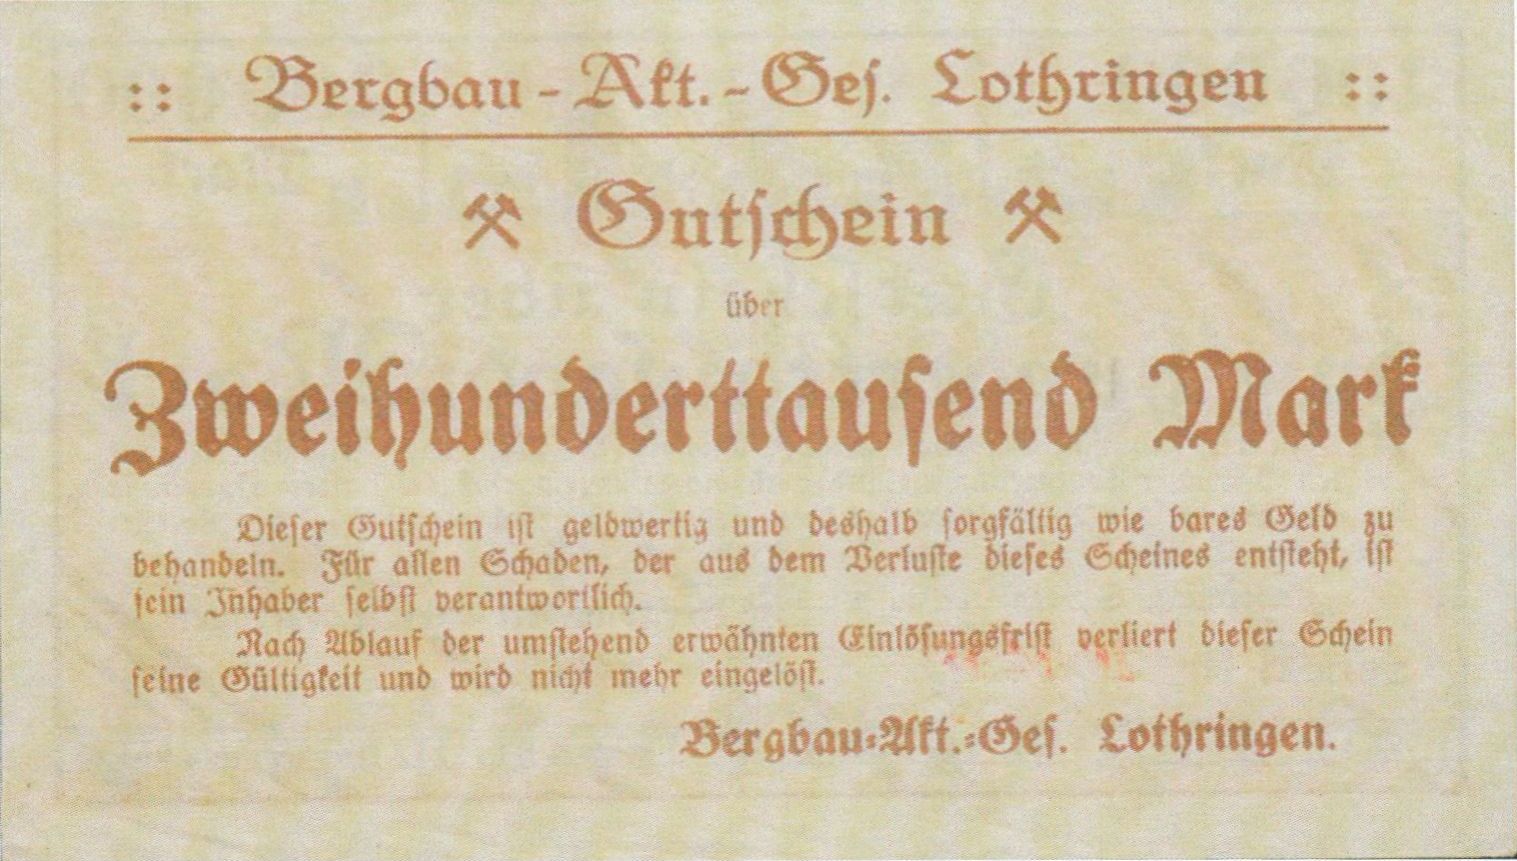 :: Bergbau-Akt.-Ges. Lothringen ::
Gutschein
über
Zweihunderttausend Mark
Dieser Gutschein ist geldwertig und deshalb sorgfältig wie bares Geld zu
behandeln. Für allen Schaden, der aus dem Verluste dieses Scheines entsteht, ist
sein Inhaber selbst verantwortlich.
Nach Ablauf der umstehend erwähnten Einlösungsfrist verliert dieser Schein
seine Gültigkeit und wird nicht mehr eingelöst.
Bergbau-Akt.-Ges. Lothringen.